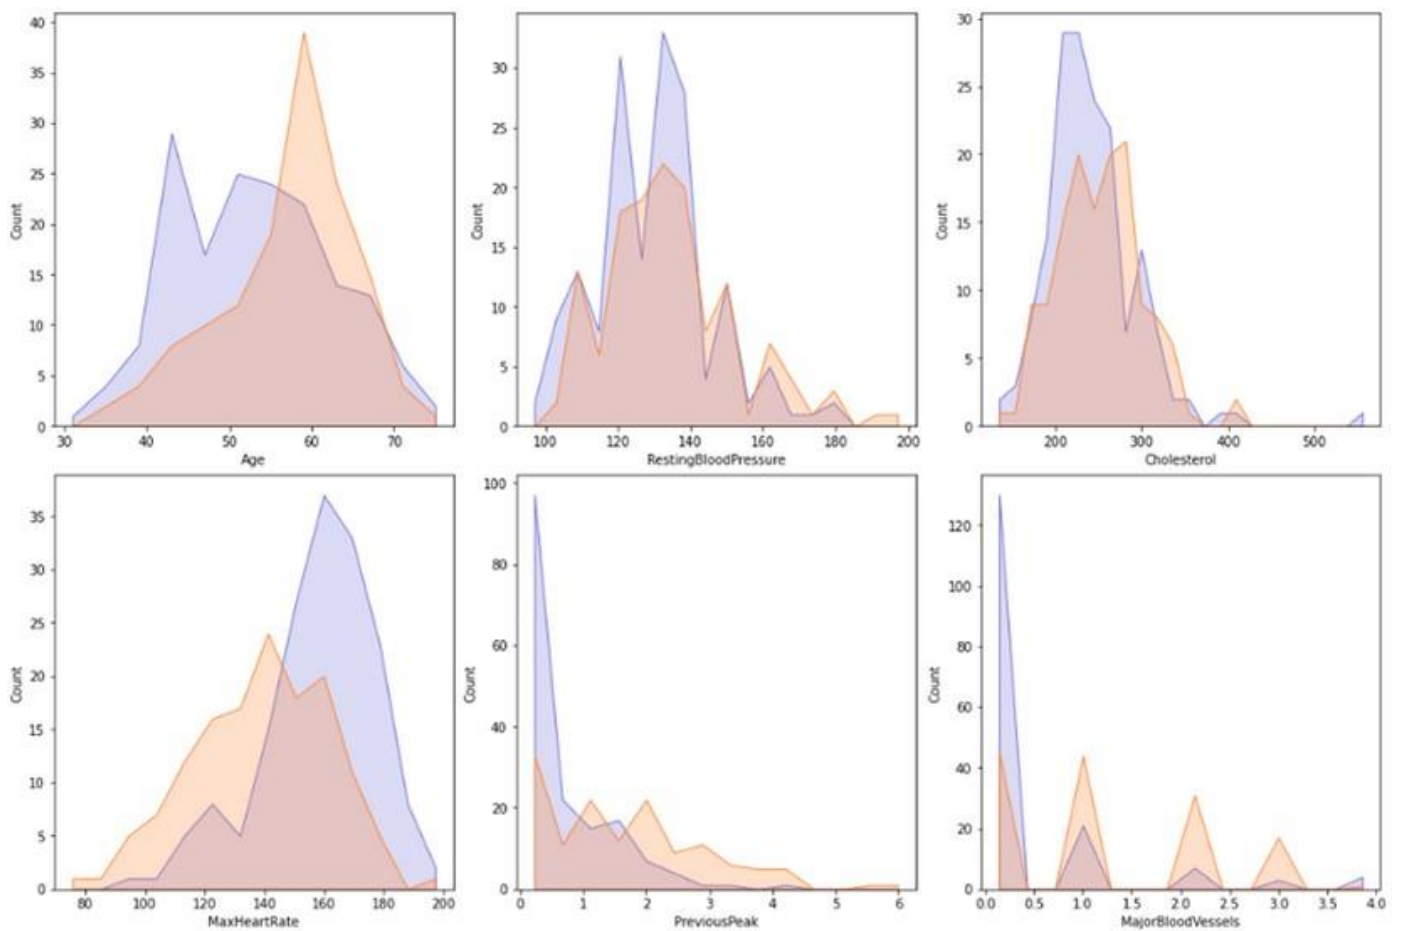 40
35
30
25
20
15
10
5
0
Count
30 40 50 60 70
Age
30
25
20
15
10
5
0
Count
100 120 140 160 180 200
RestingBloodPressure
30
25
20
15
10
5
0
Count
200 300 400 500
Cholesterol
35
30
25
20
15
10
5
0
Count
80 100 120 140 160 180 200
MaxHeartRate
100
80
60
40
20
0
Count
0 1 2 3 4 5 6
PreviousPeak
120
100
80
60
40
20
0
Count
0.0 0.5 1.0 1.5 2.0 2.5 3.0 3.5 4.0
MajorBloodVessels